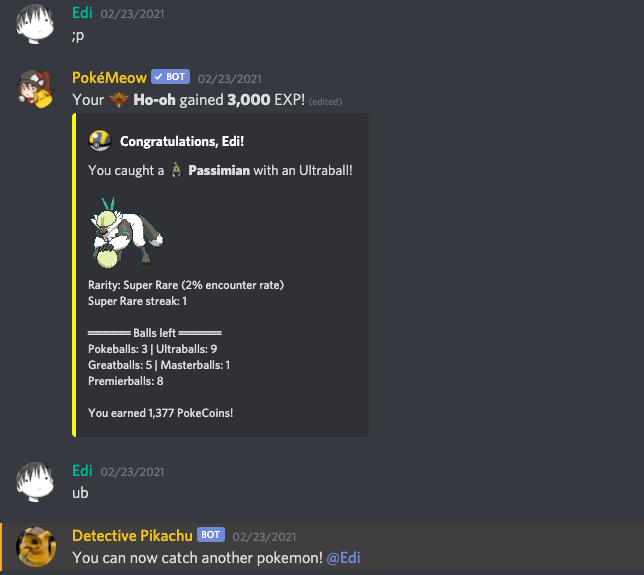 Edi 02/23/2021
;p
PokéMeow ✓ BOT 02/23/2021
Your Ho-oh gained 3,000 EXP! (edited)
Congratulations, Edi!
You caught a Passimian with an Ultraball!
Rarity: Super Rare (2% encounter rate)
Super Rare streak: 1
══════ Balls left ══════
Pokeballs: 3 | Ultraballs: 9
Greatballs: 5 | Masterballs: 1
Premierballs: 8
You earned 1,377 PokeCoins!
Edi 02/23/2021
ub
Detective Pikachu BOT 02/23/2021
You can now catch another pokemon! @Edi